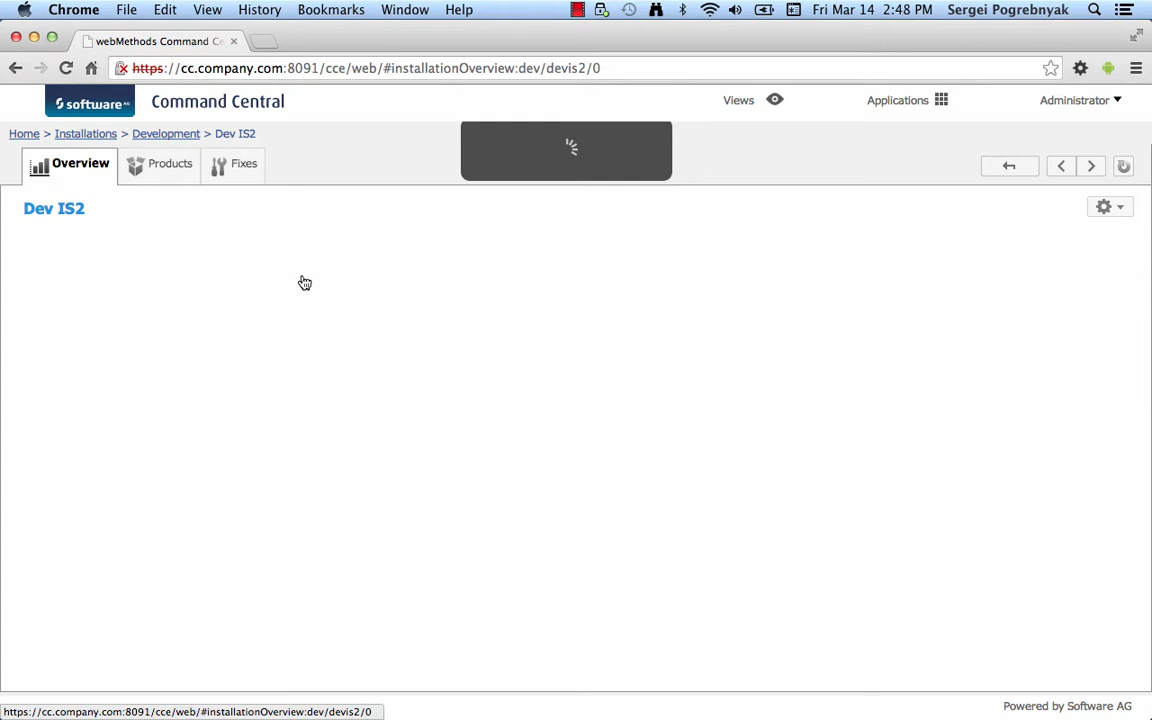 Chrome File Edit View History Bookmarks Window Help Fri Mar 14 2:48 PM Sergei Pogrebnyak
webMethods Command Ce
https://cc.company.com:8091/cce/web/#installationOverview:dev/devis2/0
software AG Command Central Views Applications Administrator
Home > Installations > Development > Dev IS2
Overview Products Fixes
Dev IS2
https://cc.company.com:8091/cce/web/#installationOverview:dev/devis2/0
Powered by Software AG